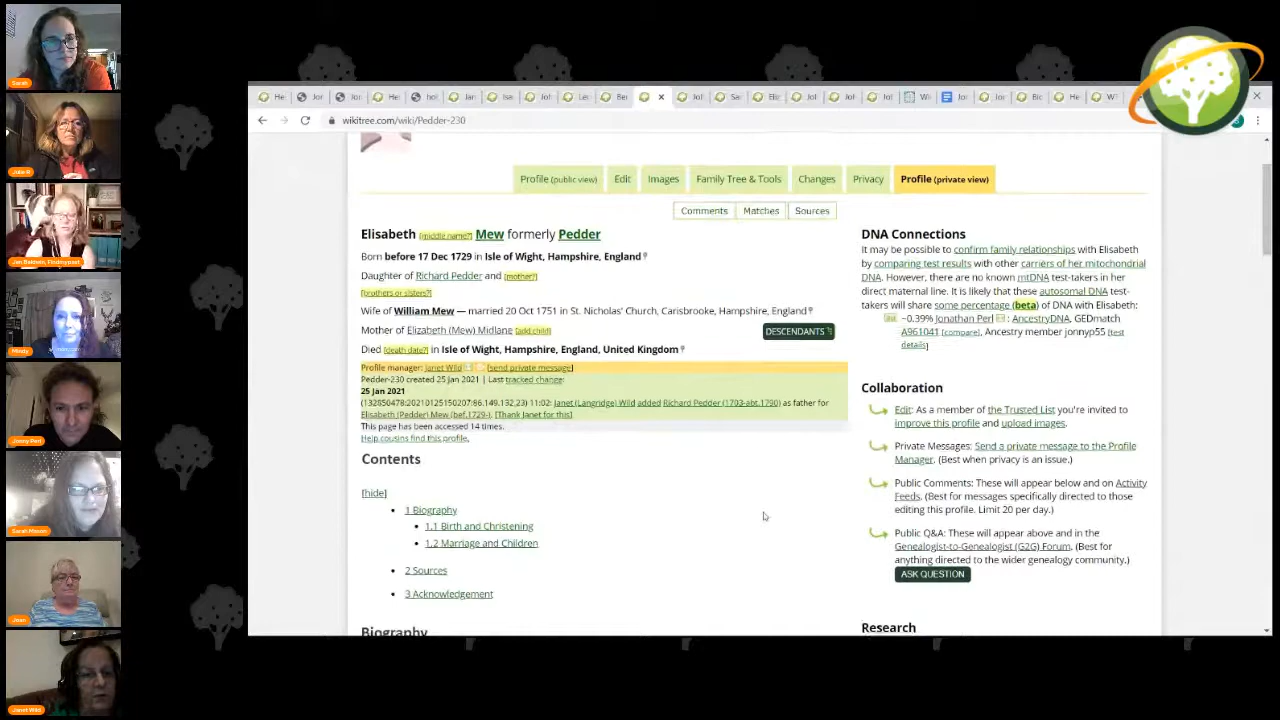 Sarah
Julie R
Jen Baldwin, Findmypast
Mindy
Jonny Perl
Sarah Mason
Joan
Janet Wild
wikitree.com/wiki/Pedder-230
Profile (public view) Edit Images Family Tree & Tools Changes Privacy Profile (private view)
Comments Matches Sources
Elisabeth [middle name?] Mew formerly Pedder
Born before 17 Dec 1729 in Isle of Wight, Hampshire, England
Daughter of Richard Pedder and [mother?]
[brothers or sisters?]
Wife of William Mew — married 20 Oct 1751 in St. Nicholas' Church, Carisbrooke, Hampshire, England
Mother of Elizabeth (Mew) Midlane [add child]
DESCENDANTS
Died [death date?] in Isle of Wight, Hampshire, England, United Kingdom
Profile manager: Janet Wild [send private message]
Pedder-230 created 25 Jan 2021 | Last tracked change:
25 Jan 2021
11:02: Janet (Langridge) Wild added Richard Pedder (1703-abt.1790) as father for
Elisabeth (Pedder) Mew (bef.1729-). [Thank Janet for this]
This page has been accessed 14 times.
Help cousins find this profile.
Contents
[hide]
• 1 Biography
• 1.1 Birth and Christening
• 1.2 Marriage and Children
• 2 Sources
• 3 Acknowledgement
Biography
DNA Connections
It may be possible to confirm family relationships with Elisabeth
by comparing test results with other carriers of her mitochondrial
DNA. However, there are no known mtDNA test-takers in her
direct maternal line. It is likely that these autosomal DNA test-
takers will share some percentage (beta) of DNA with Elisabeth:
~0.39% Jonathan Perl : AncestryDNA, GEDmatch
A961041 [compare], Ancestry member jonnyp55 [test
details]
Collaboration
Edit: As a member of the Trusted List you're invited to
improve this profile and upload images.
Private Messages: Send a private message to the Profile
Manager. (Best when privacy is an issue.)
Public Comments: These will appear below and on Activity
Feeds. (Best for messages specifically directed to those
editing this profile. Limit 20 per day.)
Public Q&A: These will appear above and in the
Genealogist-to-Genealogist (G2G) Forum. (Best for
anything directed to the wider genealogy community.)
ASK QUESTION
Research